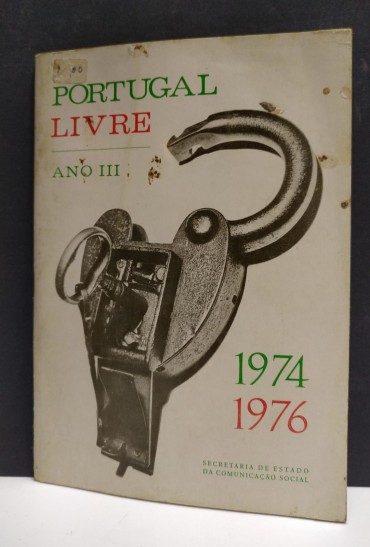 PORTUGAL
LIVRE
ANO III
1974
1976
SECRETARIA DE ESTADO
DA COMUNICAÇÃO SOCIAL